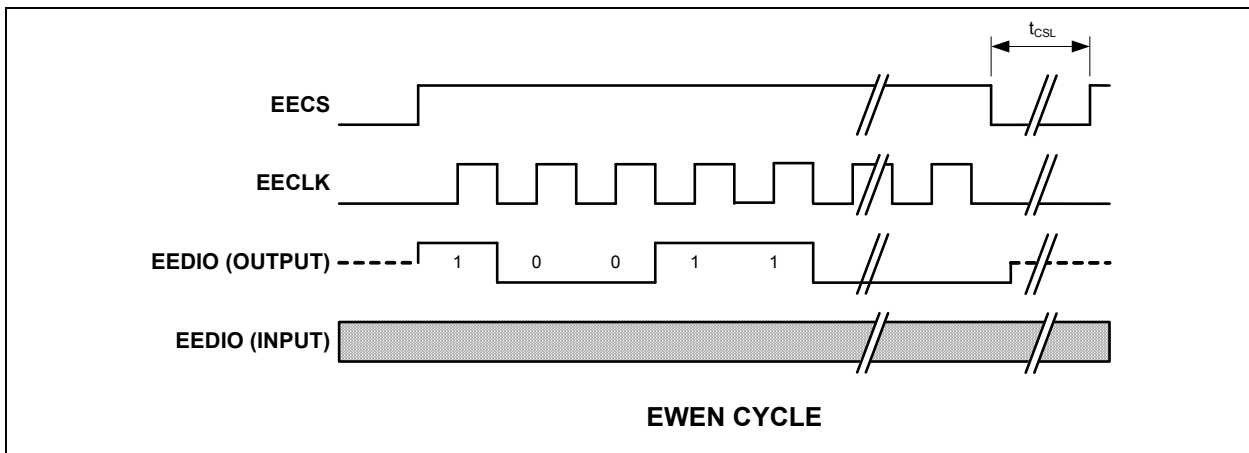 tCSL
EECS
EECLK
EEDIO (OUTPUT) 1 0 0 1 1
EEDIO (INPUT)
EWEN CYCLE